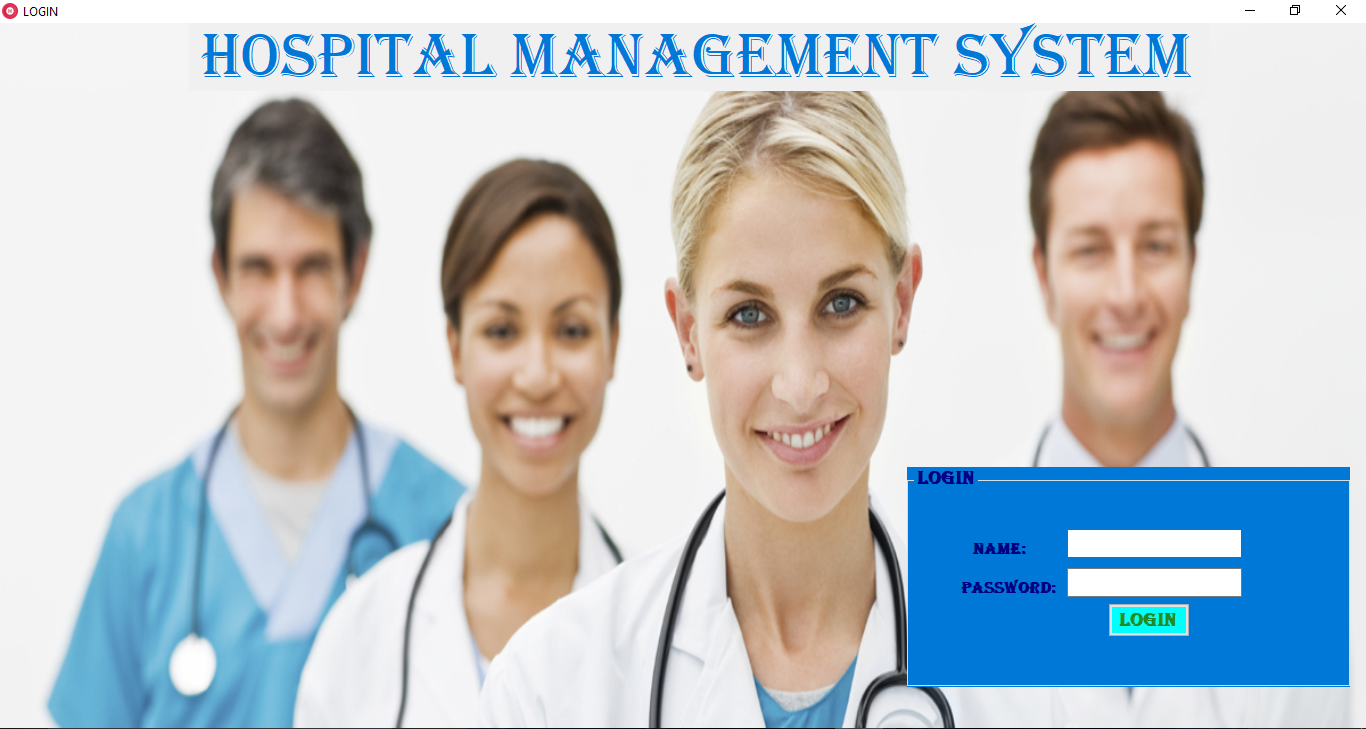 LOGIN
HOSPITAL MANAGEMENT SYSTEM
LOGIN
NAME:
PASSWORD:
LOGIN